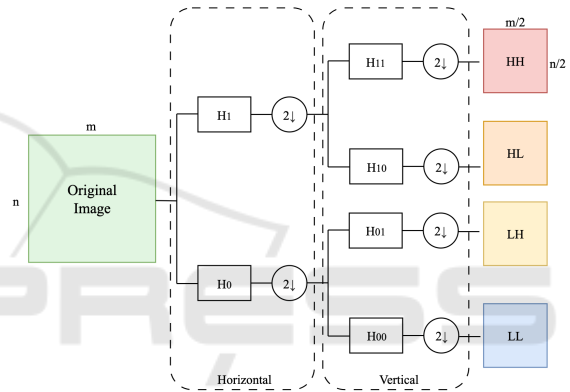 m/2
H11
2↓
HH
n/2
H1
2↓
m
H10
2↓
HL
n
Original
Image
H01
2↓
LH
H0
2↓
H00
2↓
LL
Horizontal
Vertical
PRESS